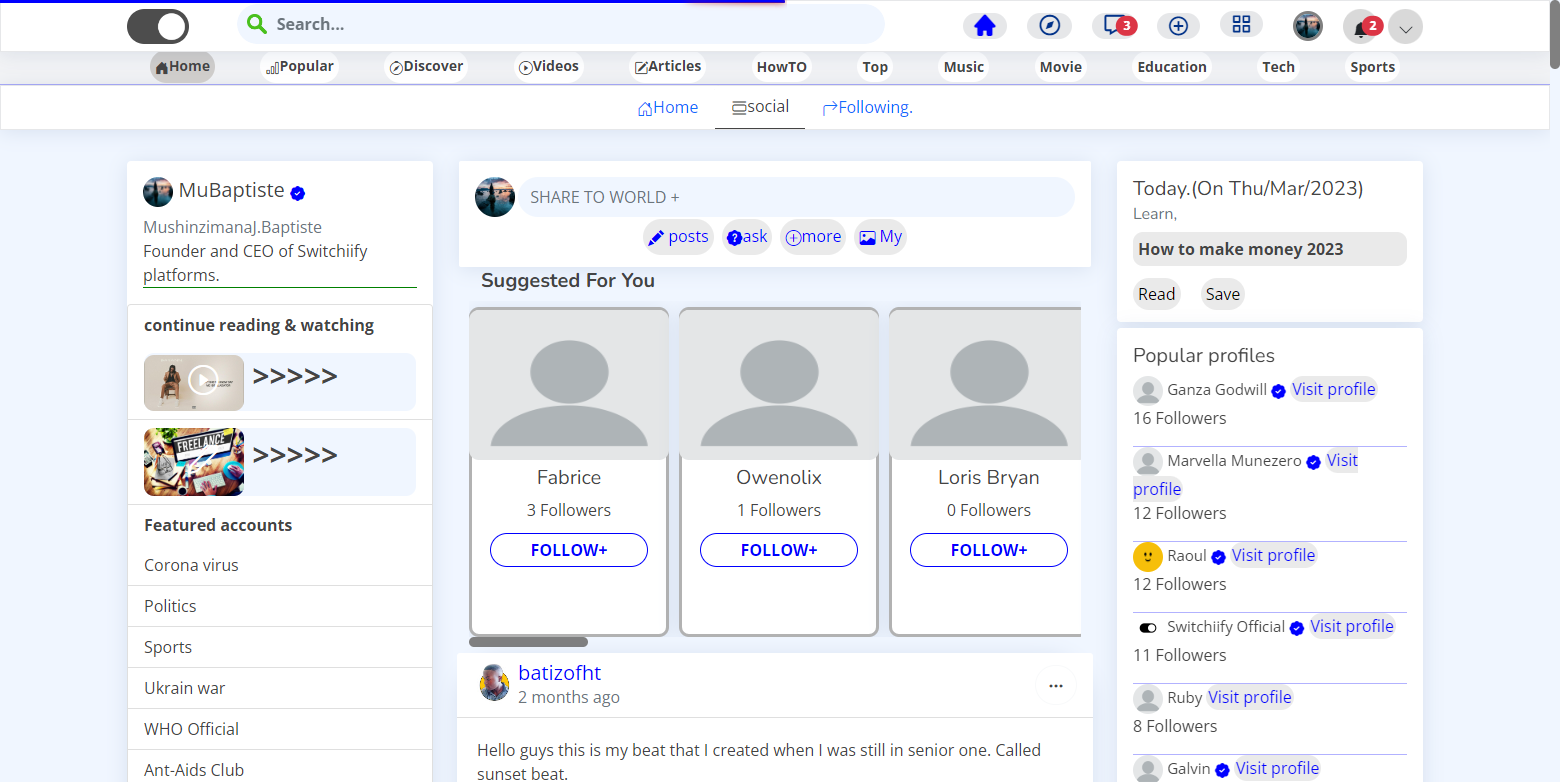 Search...
3
2
Home
Popular
Discover
Videos
Articles
HowTO
Top
Music
Movie
Education
Tech
Sports
Home
social
Following.
MuBaptiste
MushinzimanaJ.Baptiste
Founder and CEO of Switchiify
platforms.
continue reading & watching
>>>>>
FREELANCE
>>>>>
Featured accounts
Corona virus
Politics
Sports
Ukrain war
WHO Official
Ant-Aids Club
SHARE TO WORLD +
posts
ask
more
My
Suggested For You
Fabrice
3 Followers
FOLLOW+
Owenolix
1 Followers
FOLLOW+
Loris Bryan
0 Followers
FOLLOW+
batizofht
2 months ago
...
Hello guys this is my beat that I created when I was still in senior one. Called
sunset beat.
Today.(On Thu/Mar/2023)
Learn,
How to make money 2023
Read
Save
Popular profiles
Ganza Godwill Visit profile
16 Followers
Marvella Munezero Visit
profile
12 Followers
Raoul Visit profile
12 Followers
Switchiify Official Visit profile
11 Followers
Ruby Visit profile
8 Followers
Galvin Visit profile